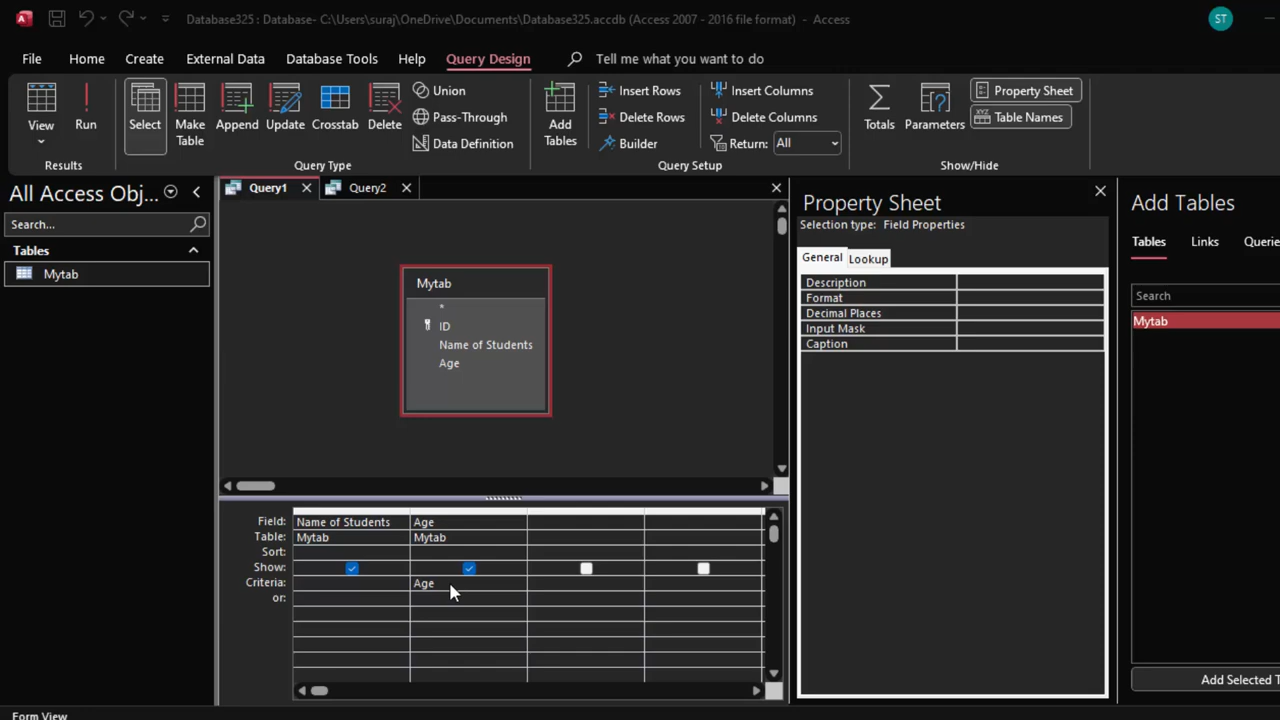 Database325 : Database- C:\Users\suraj\OneDrive\Documents\Database325.accdb (Access 2007 - 2016 file format) - Access
ST
File Home Create External Data Database Tools Help Query Design Tell me what you want to do
View
Run
Results
Select
Make Table
Append
Update
Crosstab
Delete
Union
Pass-Through
Data Definition
Query Type
Add Tables
Insert Rows
Delete Rows
Builder
Insert Columns
Delete Columns
Return: All
Query Setup
Totals
Parameters
Property Sheet
Table Names
Show/Hide
All Access Obj...
Search...
Tables
Mytab
Query1
Query2
Mytab
*
ID
Name of Students
Age
Field: Name of Students Age
Table: Mytab Mytab
Sort:
Show:
Criteria: Age
or:
Property Sheet
Selection type: Field Properties
General Lookup
Description
Format
Decimal Places
Input Mask
Caption
Add Tables
Tables Links Querie
Search
Mytab
Add Selected T
Form View